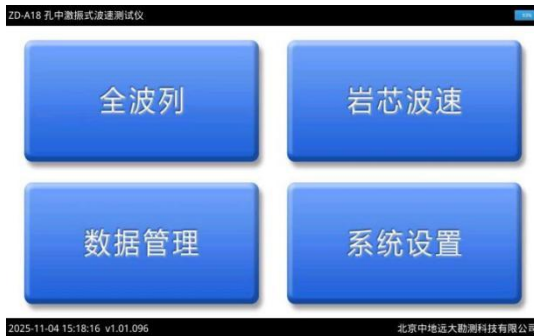 ZD-A18 孔中激振式波速测试仪
全波列
岩芯波速
数据管理
系统设置
2025-11-04 15:18:16 v1.01.096
北京中地远大勘测科技有限公司